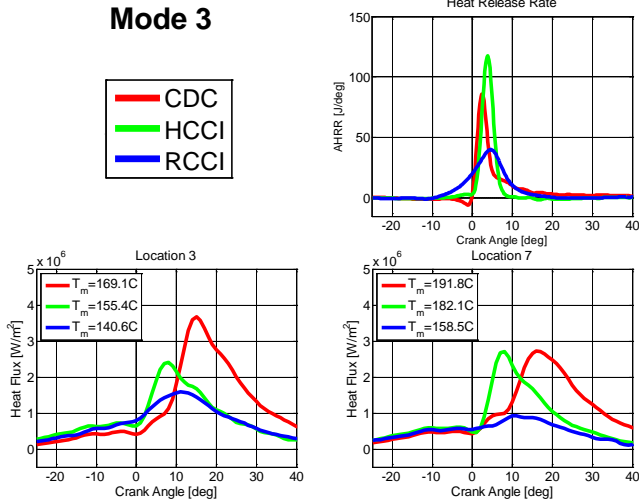 Mode 3
CDC
HCCI
RCCI
Heat Release Rate
150
100
50
0
AHRR [J/deg]
-20 -10 0 10 20 30 40
Crank Angle [deg]
Location 3
x 10^6
5
4
3
2
1
0
Heat Flux [W/m²]
T_m=169.1C
T_m=155.4C
T_m=140.6C
-20 -10 0 10 20 30 40
Crank Angle [deg]
Location 7
x 10^6
5
4
3
2
1
0
Heat Flux [W/m²]
T_m=191.8C
T_m=182.1C
T_m=158.5C
-20 -10 0 10 20 30 40
Crank Angle [deg]